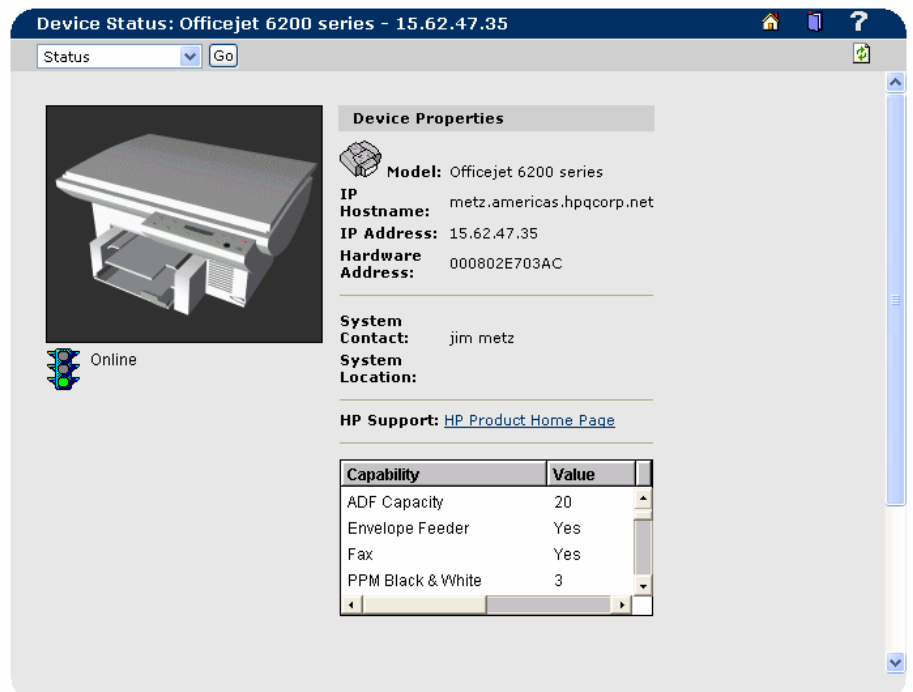 Device Status: Officejet 6200 series - 15.62.47.35
Status
Go
Device Properties
Model: Officejet 6200 series
IP Hostname: metz.americas.hpqcorp.net
IP Address: 15.62.47.35
Hardware Address: 000802E703AC
System Contact: jim metz
System Location:
Online
HP Support: HP Product Home Page
Capability Value
ADF Capacity 20
Envelope Feeder Yes
Fax Yes
PPM Black & White 3